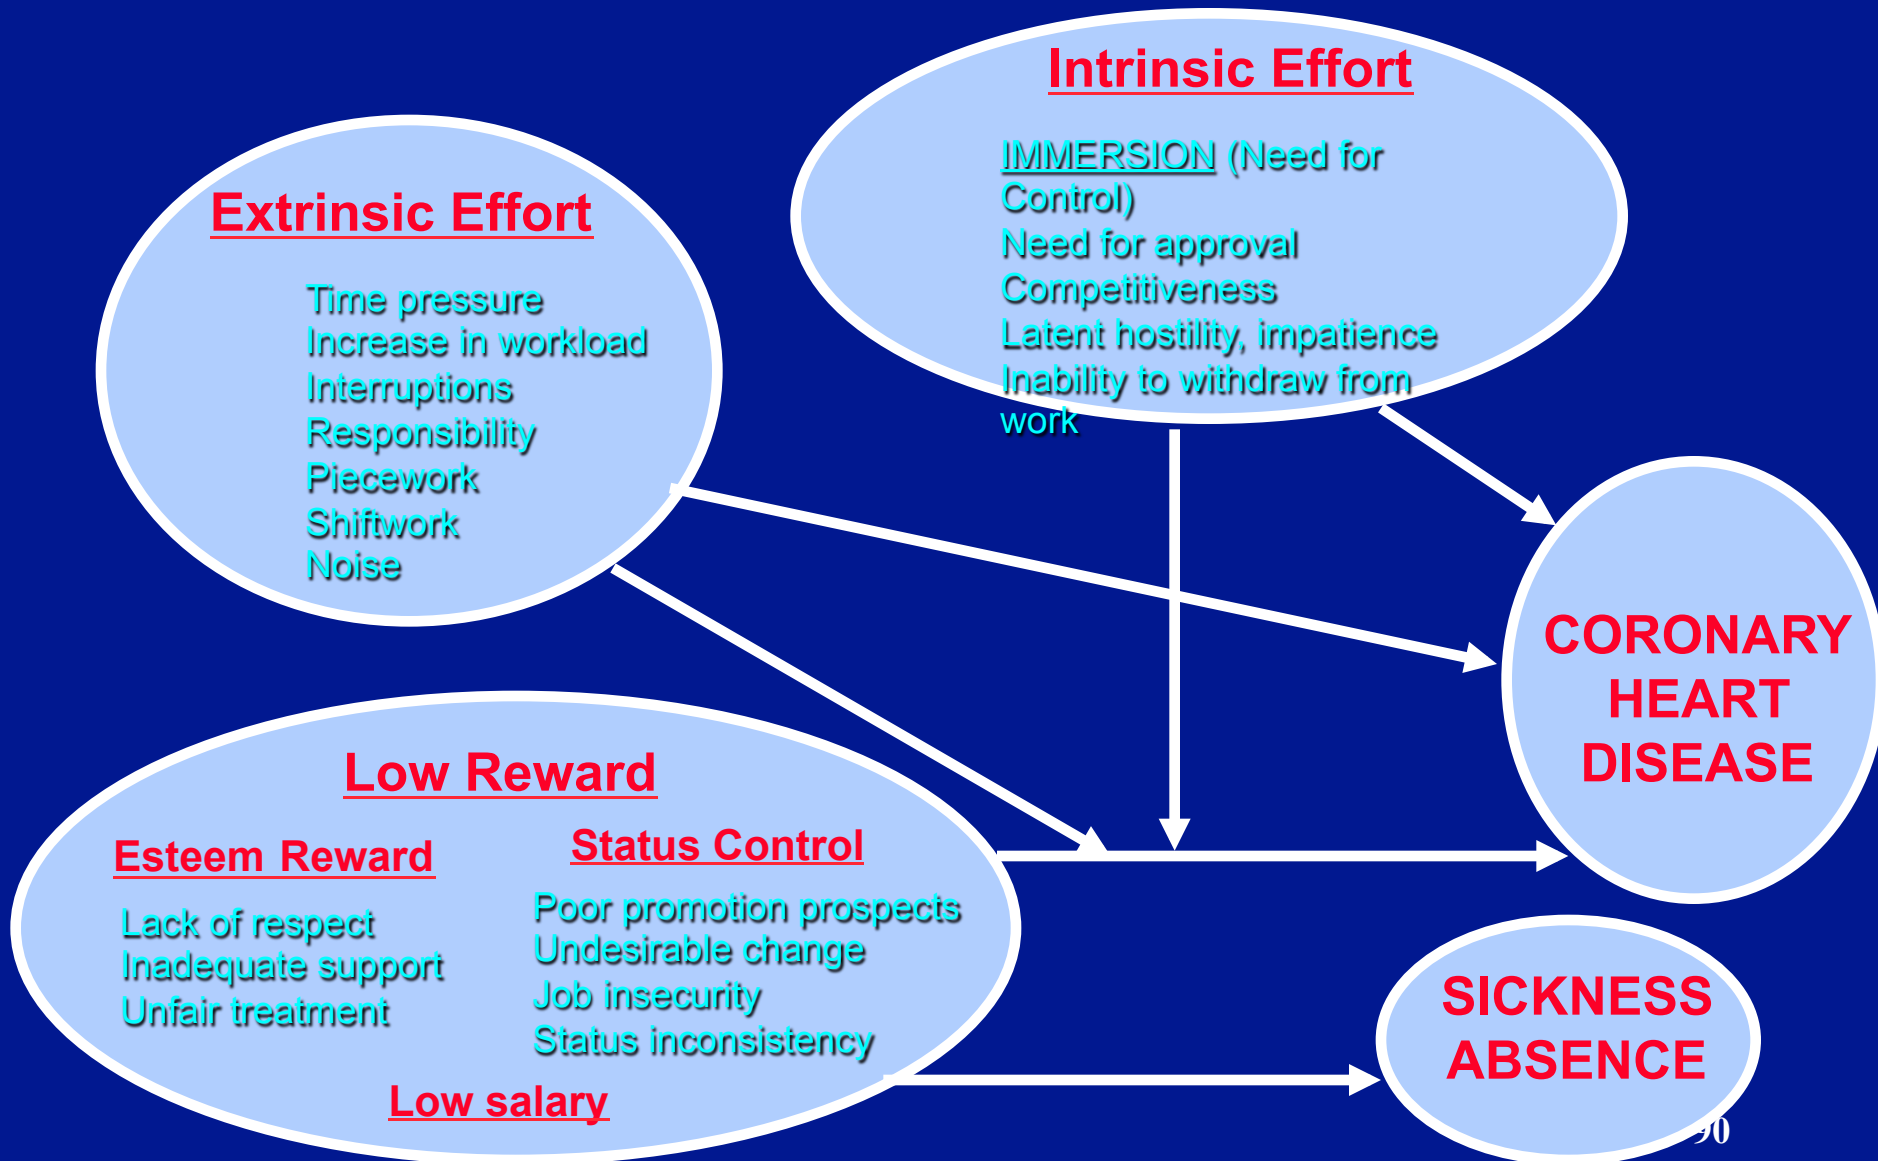 Intrinsic Effort
IMMERSION (Need for
Control)
Need for approval
Competitiveness
Latent hostility, impatience
Inability to withdraw from
work
Extrinsic Effort
Time pressure
Increase in workload
Interruptions
Responsibility
Piecework
Shiftwork
Noise
CORONARY
HEART
DISEASE
Low Reward
Esteem Reward
Lack of respect
Inadequate support
Unfair treatment
Status Control
Poor promotion prospects
Undesirable change
Job insecurity
Status inconsistency
Low salary
SICKNESS
ABSENCE
90